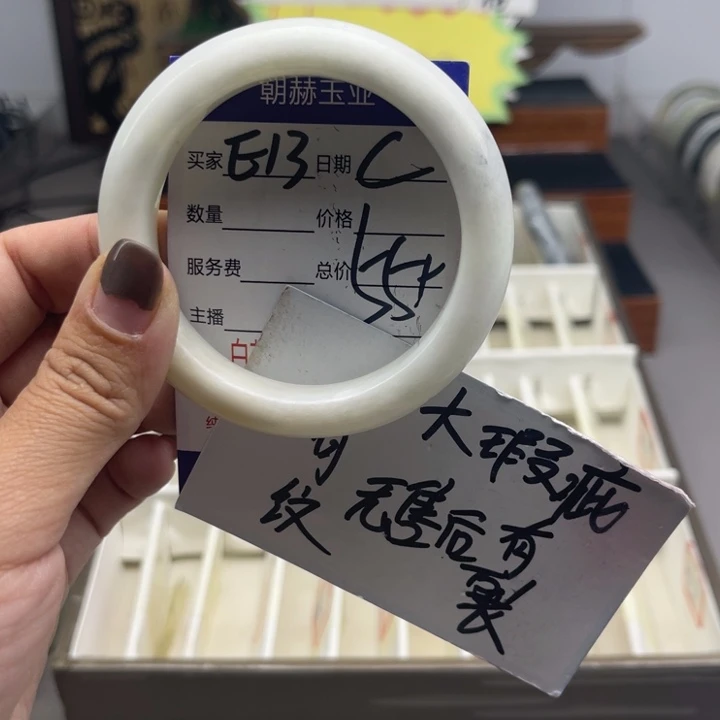 朝赫玉业
买家 E13 日期
数量 价格
服务费 总价
主播
大瑕疵
无售后有
裂
纹